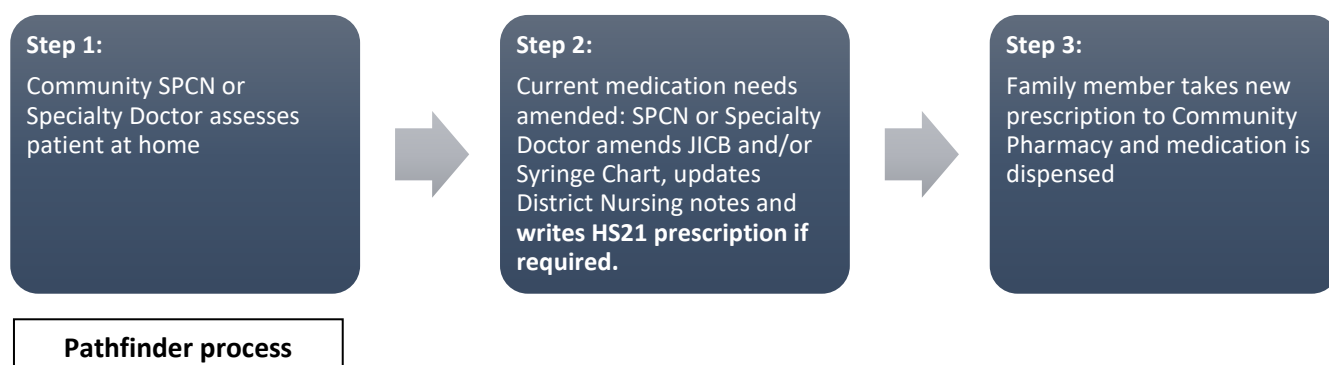 Step 1:
Community SPCN or
Specialty Doctor assesses
patient at home
Step 2:
Current medication needs
amended: SPCN or Specialty
Doctor amends JICB and/or
Syringe Chart, updates
District Nursing notes and
writes HS21 prescription if
required.
Step 3:
Family member takes new
prescription to Community
Pharmacy and medication is
dispensed
Pathfinder process